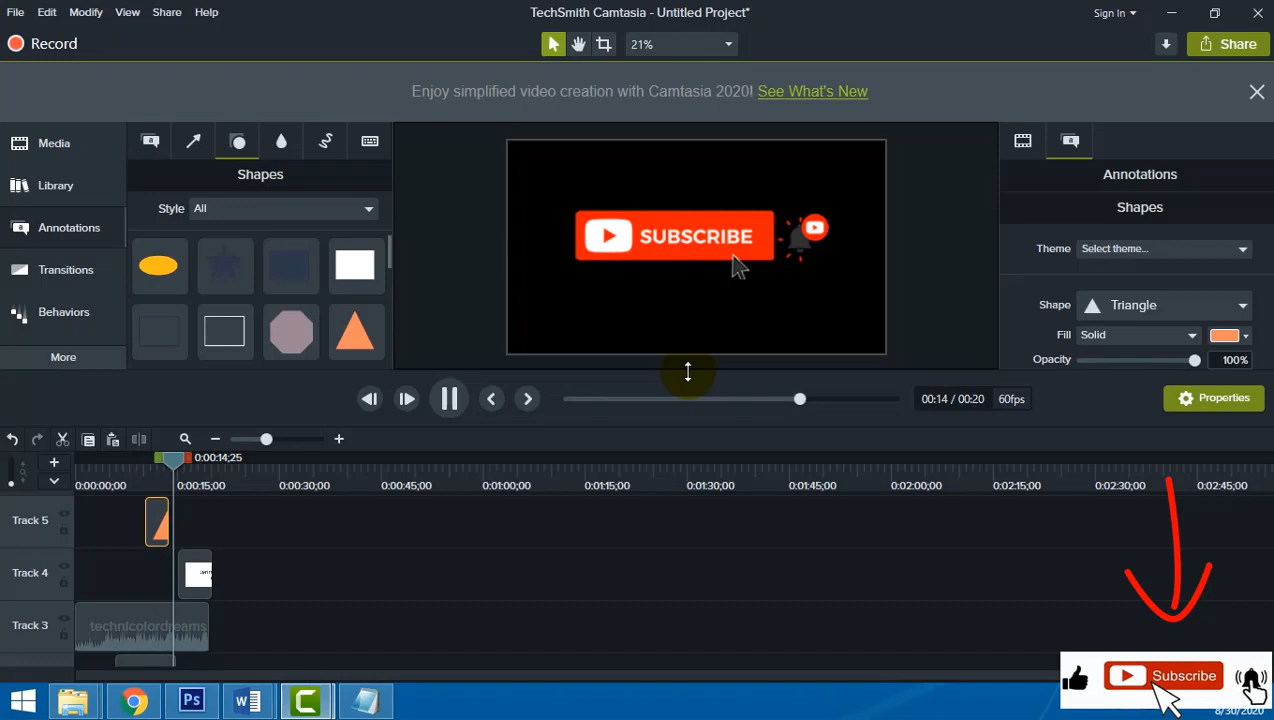 File Edit Modify View Share Help
TechSmith Camtasia - Untitled Project*
Sign In
Record
21%
Share
Enjoy simplified video creation with Camtasia 2020! See What's New
Media
Library
Annotations
Transitions
Behaviors
More
Shapes
Style All
SUBSCRIBE
Annotations
Shapes
Theme Select theme...
Shape Triangle
Fill Solid
Opacity 100%
00:14 / 00:20 60fps
Properties
0:00:14;25
0:00:00;00 0:00:15;00 0:00:30;00 0:00:45;00 0:01:00;00 0:01:15;00 0:01:30;00 0:01:45;00 0:02:00;00 0:02:15;00 0:02:30;00 0:02:45;00
Track 5
Track 4
Track 3
technicolordreams
Subscribe
8/30/2020